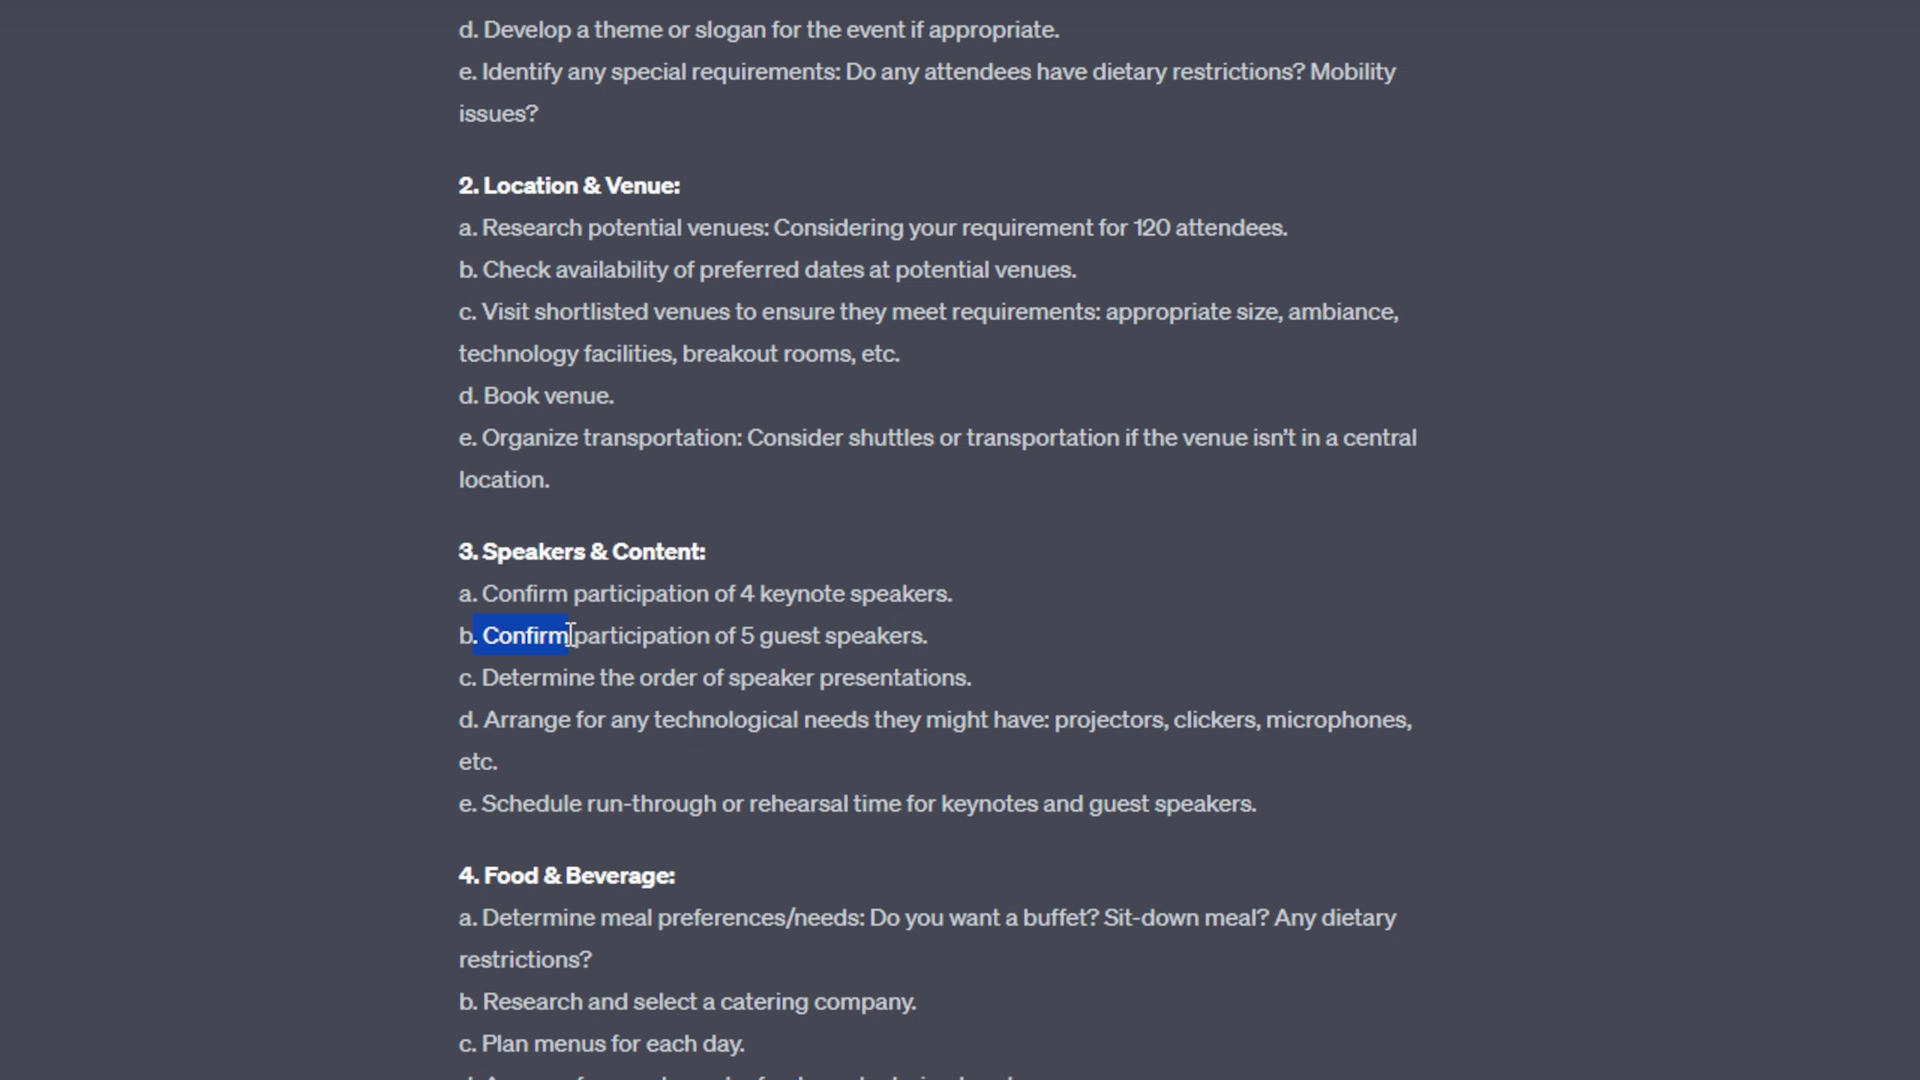 d. Develop a theme or slogan for the event if appropriate.
e. Identify any special requirements: Do any attendees have dietary restrictions? Mobility
issues?
2. Location & Venue:
a. Research potential venues: Considering your requirement for 120 attendees.
b. Check availability of preferred dates at potential venues.
c. Visit shortlisted venues to ensure they meet requirements: appropriate size, ambiance,
technology facilities, breakout rooms, etc.
d. Book venue.
e. Organize transportation: Consider shuttles or transportation if the venue isn't in a central
location.
3. Speakers & Content:
a. Confirm participation of 4 keynote speakers.
b. Confirm participation of 5 guest speakers.
c. Determine the order of speaker presentations.
d. Arrange for any technological needs they might have: projectors, clickers, microphones,
etc.
e. Schedule run-through or rehearsal time for keynotes and guest speakers.
4. Food & Beverage:
a. Determine meal preferences/needs: Do you want a buffet? Sit-down meal? Any dietary
restrictions?
b. Research and select a catering company.
c. Plan menus for each day.